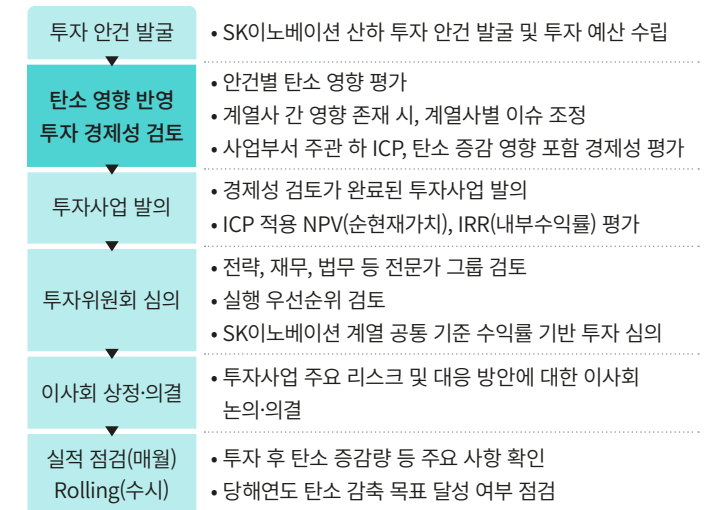 투자 안건 발굴
• SK이노베이션 산하 투자 안건 발굴 및 투자 예산 수립
탄소 영향 반영
투자 경제성 검토
• 안건별 탄소 영향 평가
• 계열사 간 영향 존재 시, 계열사별 이슈 조정
• 사업부서 주관 하 ICP, 탄소 증감 영향 포함 경제성 평가
투자사업 발의
• 경제성 검토가 완료된 투자사업 발의
• ICP 적용 NPV(순현재가치), IRR(내부수익률) 평가
투자위원회 심의
• 전략, 재무, 법무 등 전문가 그룹 검토
• 실행 우선순위 검토
• SK이노베이션 계열 공통 기준 수익률 기반 투자 심의
이사회 상정·의결
• 투자사업 주요 리스크 및 대응 방안에 대한 이사회
논의·의결
실적 점검(매월)
Rolling(수시)
• 투자 후 탄소 증감량 등 주요 사항 확인
• 당해연도 탄소 감축 목표 달성 여부 점검